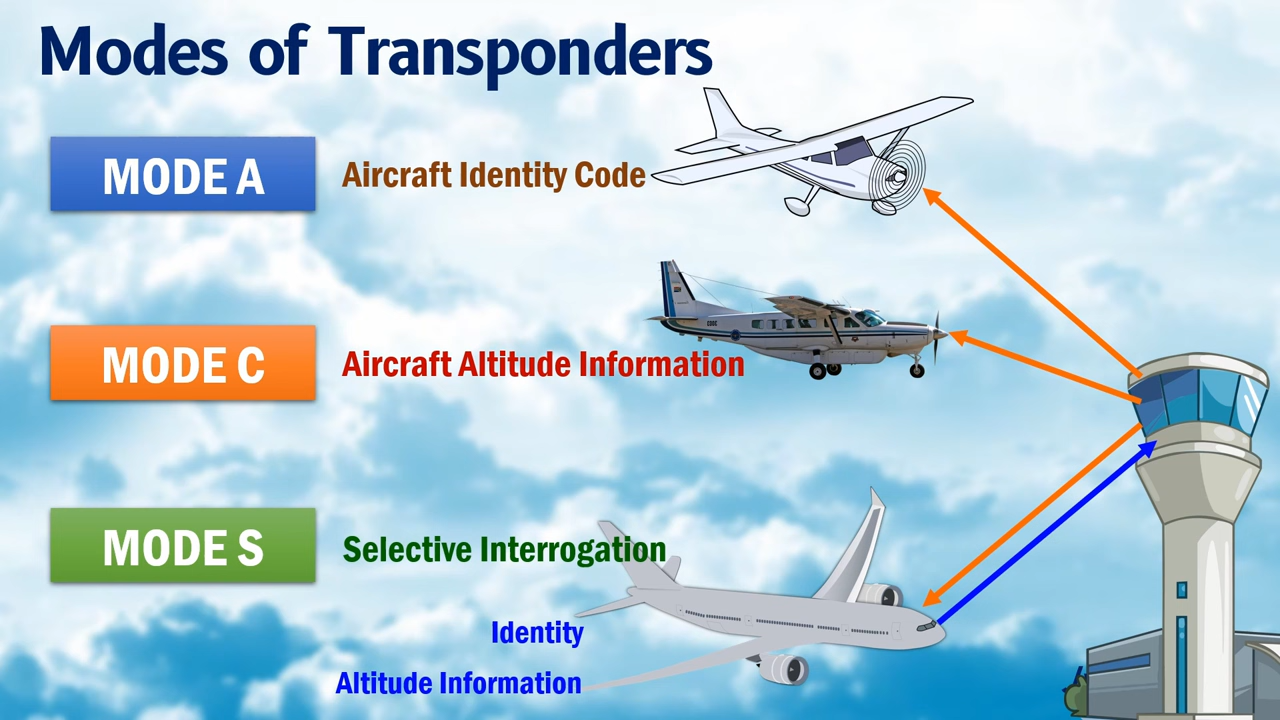 Modes of Transponders
MODE A
Aircraft Identity Code
MODE C
Aircraft Altitude Information
MODE S
Selective Interrogation
Identity
Altitude Information